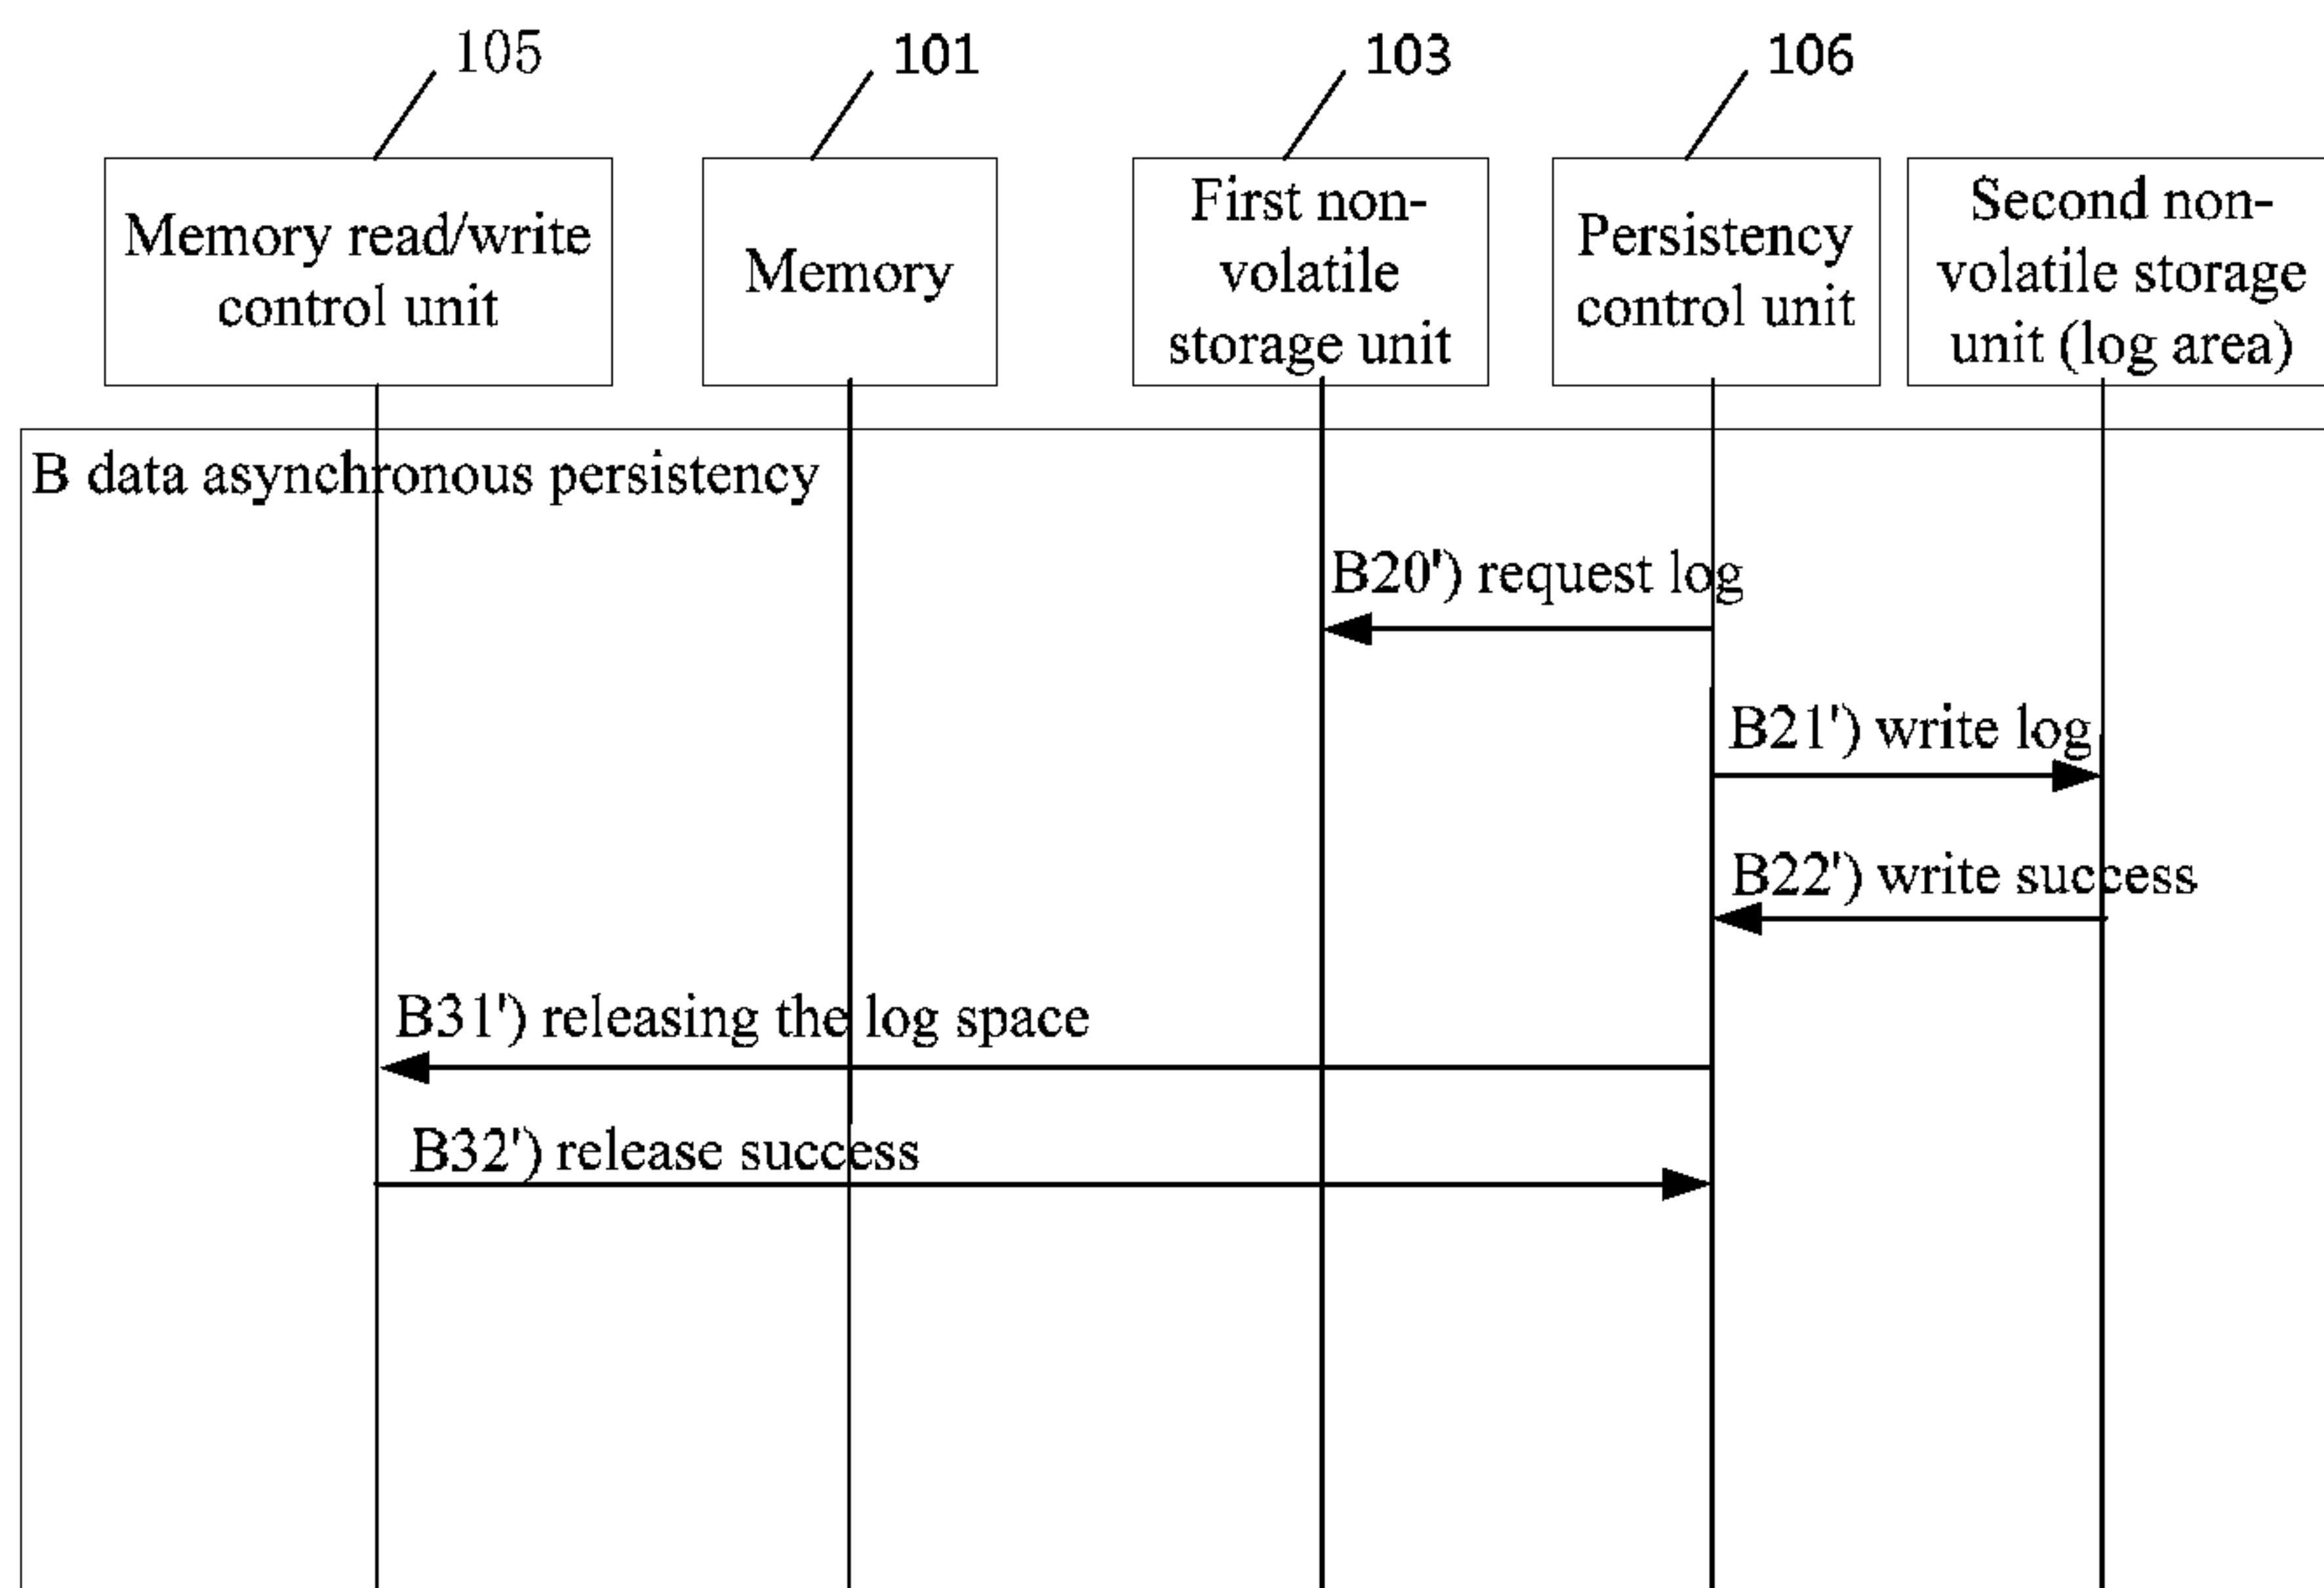 105
101
103
106
Memory read/write
control unit
Memory
First non-
volatile
storage unit
Persistency
control unit
Second non-
volatile storage
unit (log area)
B data asynchronous persistency
B20') request log
B21') write log
B22') write success
B31') releasing the log space
B32') release success